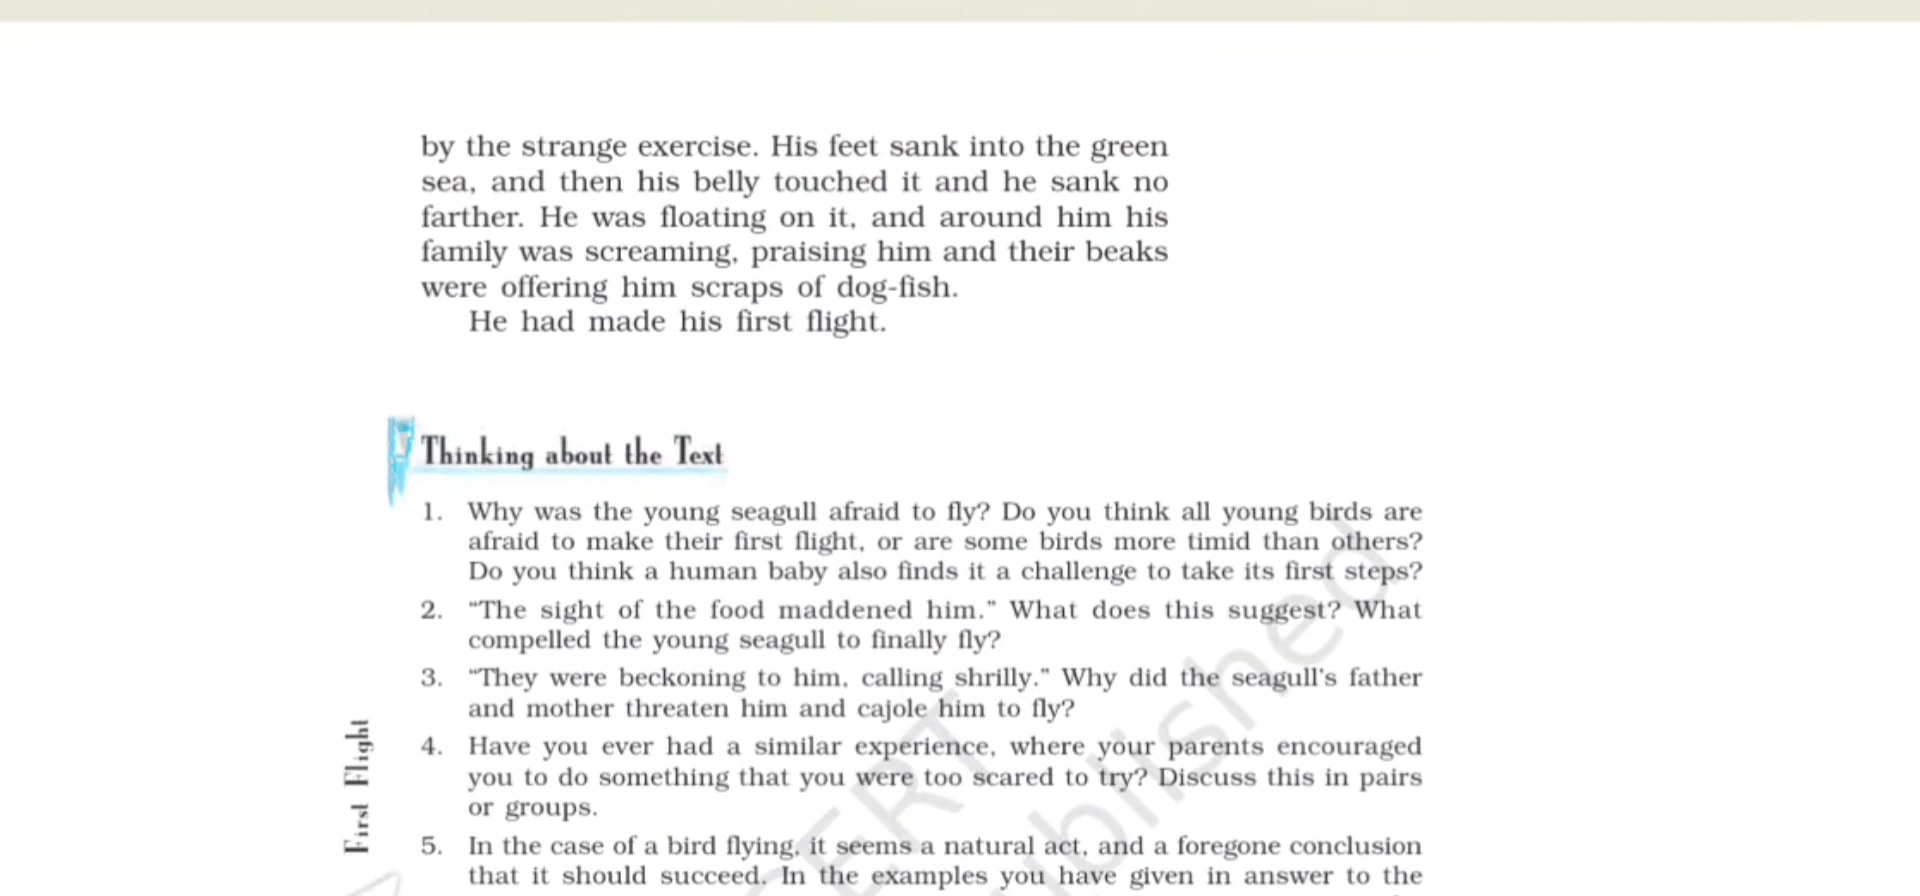 by the strange exercise. His feet sank into the green
sea, and then his belly touched it and he sank no
farther. He was floating on it, and around him his
family was screaming, praising him and their beaks
were offering him scraps of dog-fish.
He had made his first flight.
Thinking about the Text
1. Why was the young seagull afraid to fly? Do you think all young birds are
afraid to make their first flight, or are some birds more timid than others?
Do you think a human baby also finds it a challenge to take its first steps?
2. “The sight of the food maddened him.” What does this suggest? What
compelled the young seagull to finally fly?
3. “They were beckoning to him, calling shrilly.” Why did the seagull's father
and mother threaten him and cajole him to fly?
4. Have you ever had a similar experience, where your parents encouraged
you to do something that you were too scared to try? Discuss this in pairs
or groups.
5. In the case of a bird flying, it seems a natural act, and a foregone conclusion
that it should succeed. In the examples you have given in answer to the
First Flight